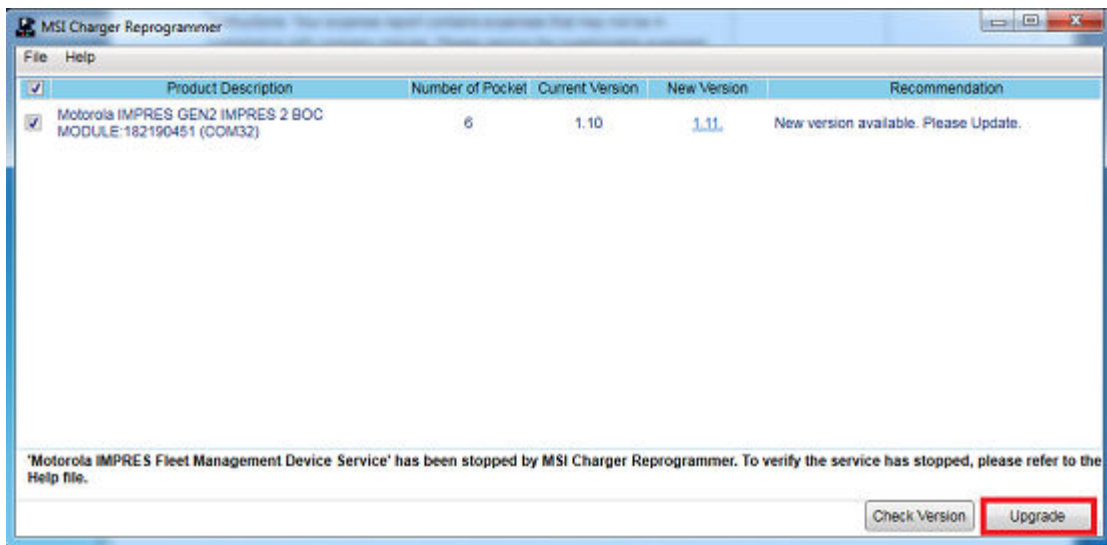 MSI Charger Reprogrammer
File Help
Product Description Number of Pocket Current Version New Version Recommendation
Motorola IMPRES GEN2 IMPRES 2 BOC
MODULE:182190451 (COM32) 6 1.10 1.11. New version available. Please Update.
'Motorola IMPRES Fleet Management Device Service' has been stopped by MSI Charger Reprogrammer. To verify the service has stopped, please refer to the
Help file.
Check Version Upgrade